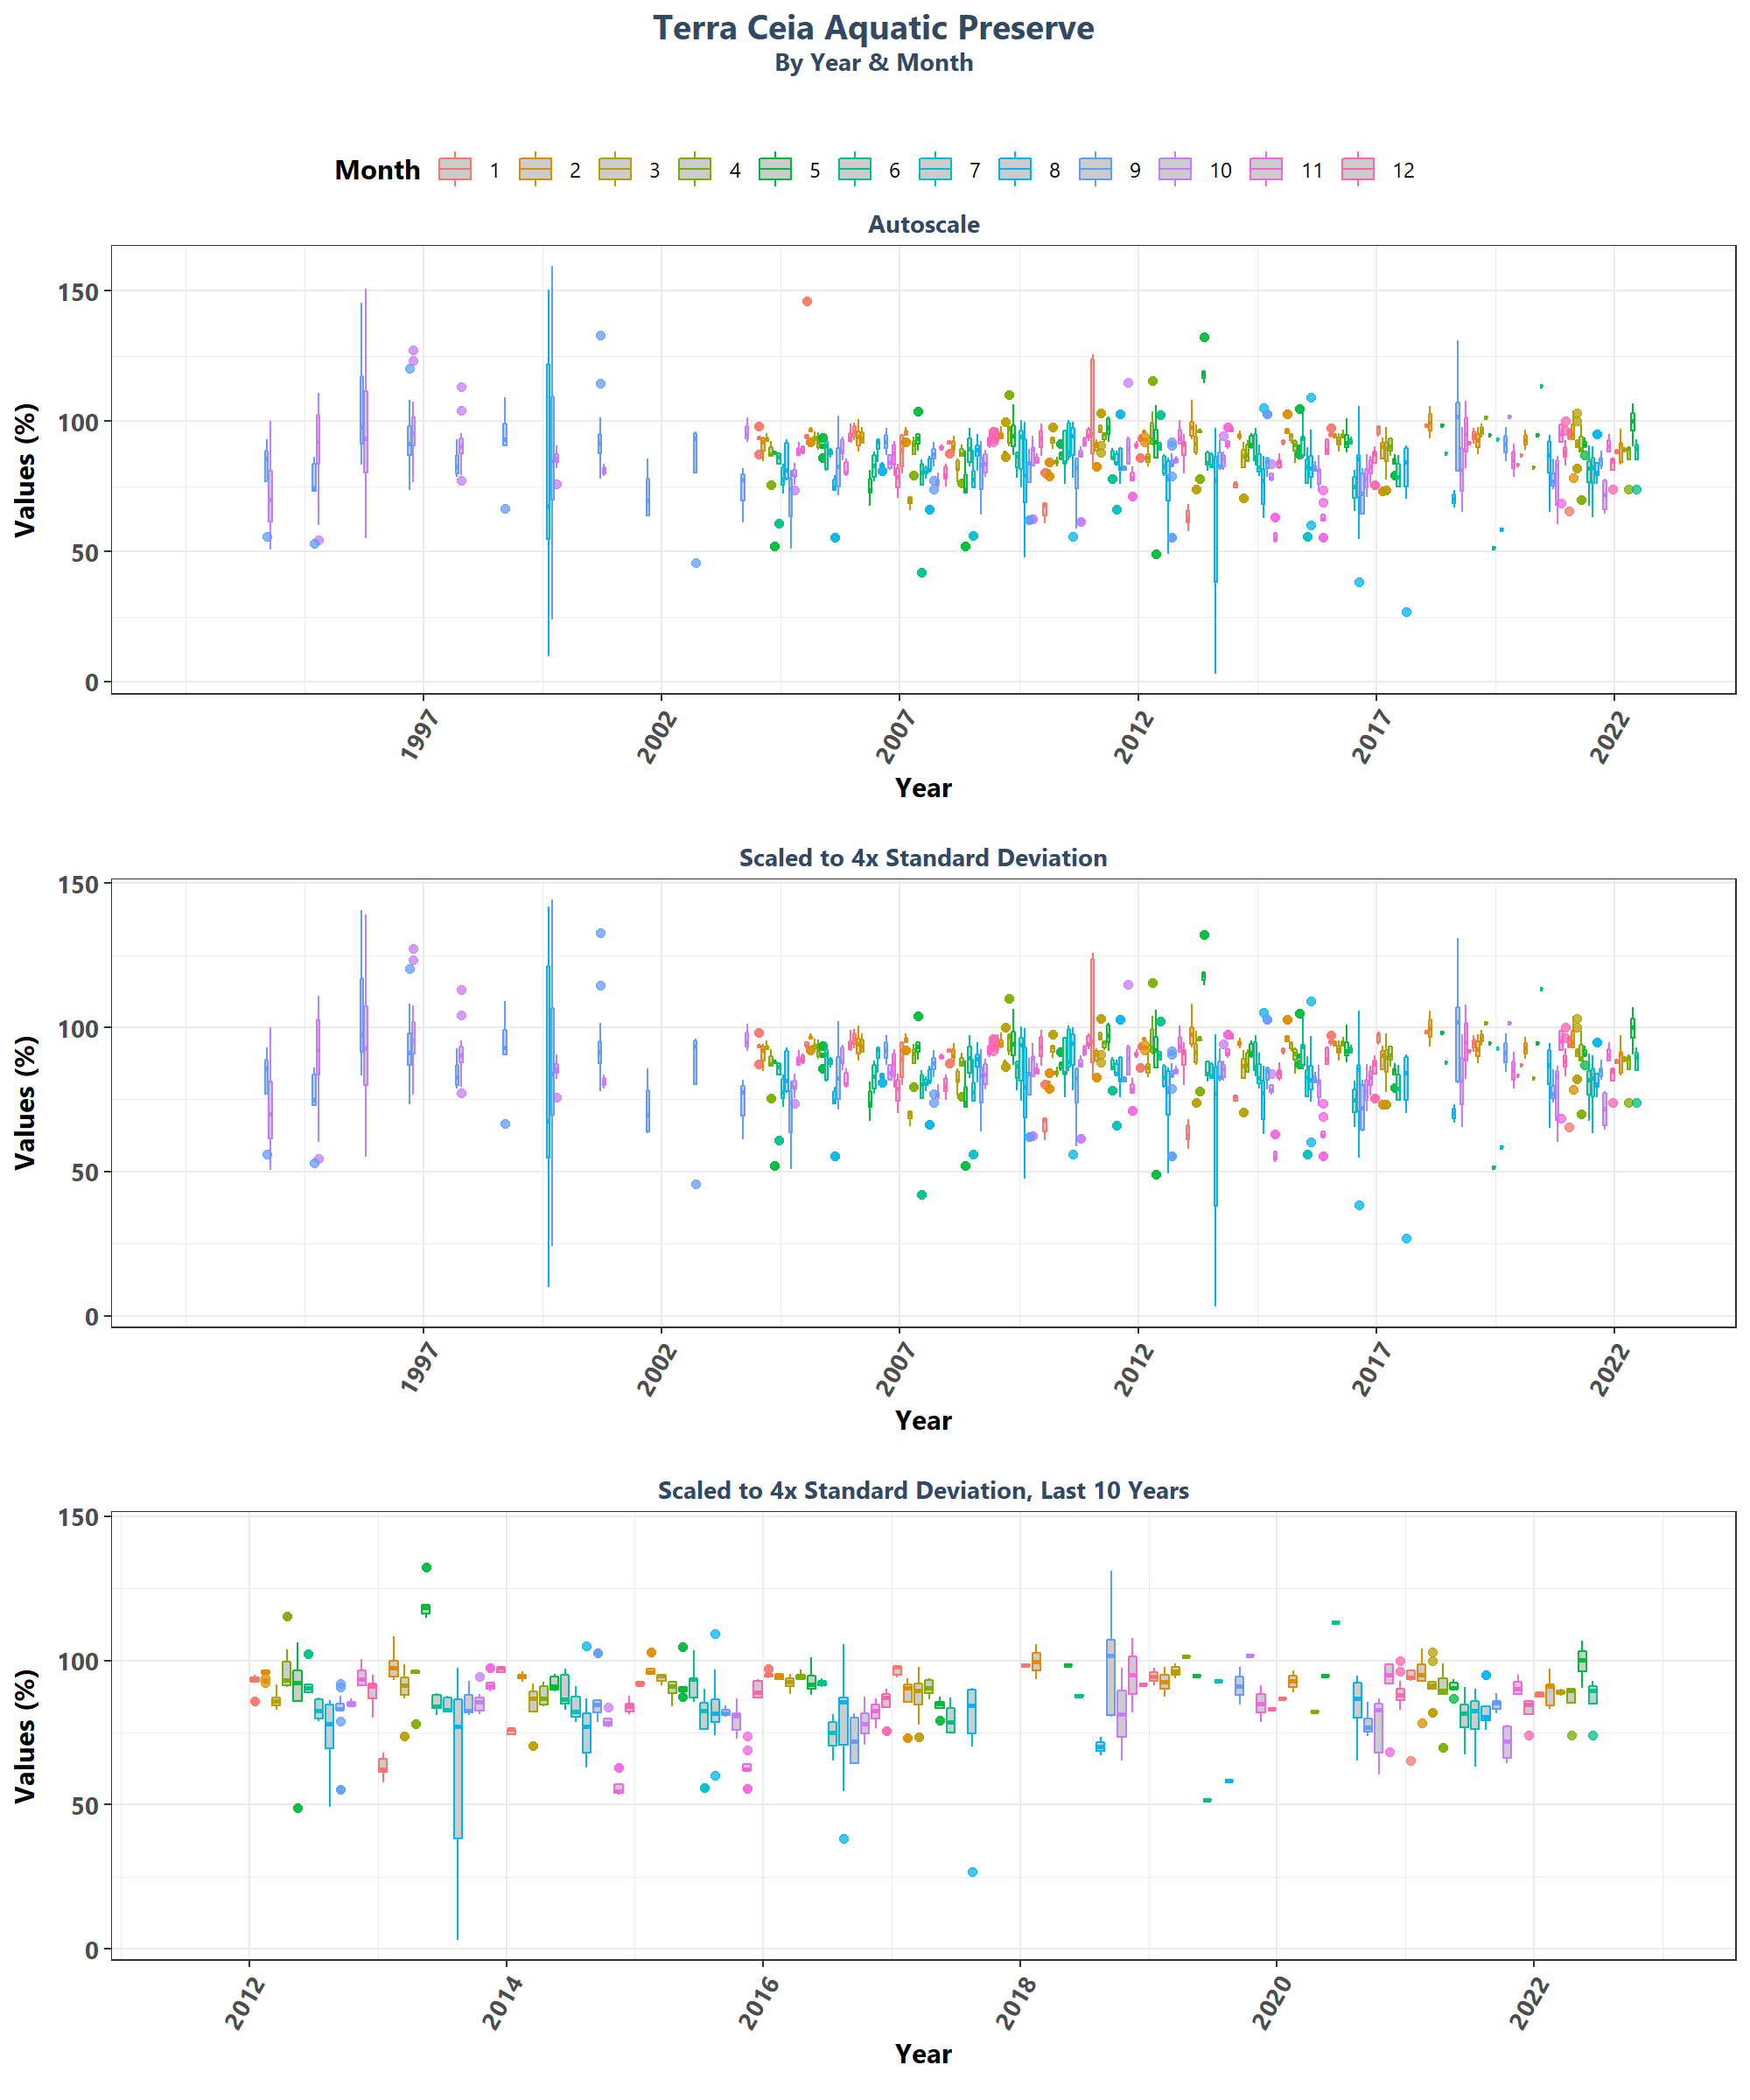 Terra Ceia Aquatic Preserve
By Year & Month
Month 1 2 3 4 5 6 7 8 9 10 11 12
Autoscale
Values (%)
150
100
50
0
1997 2002 2007 2012 2017 2022
Year
Scaled to 4x Standard Deviation
Values (%)
150
100
50
0
1997 2002 2007 2012 2017 2022
Year
Scaled to 4x Standard Deviation, Last 10 Years
Values (%)
150
100
50
0
2012 2014 2016 2018 2020 2022
Year